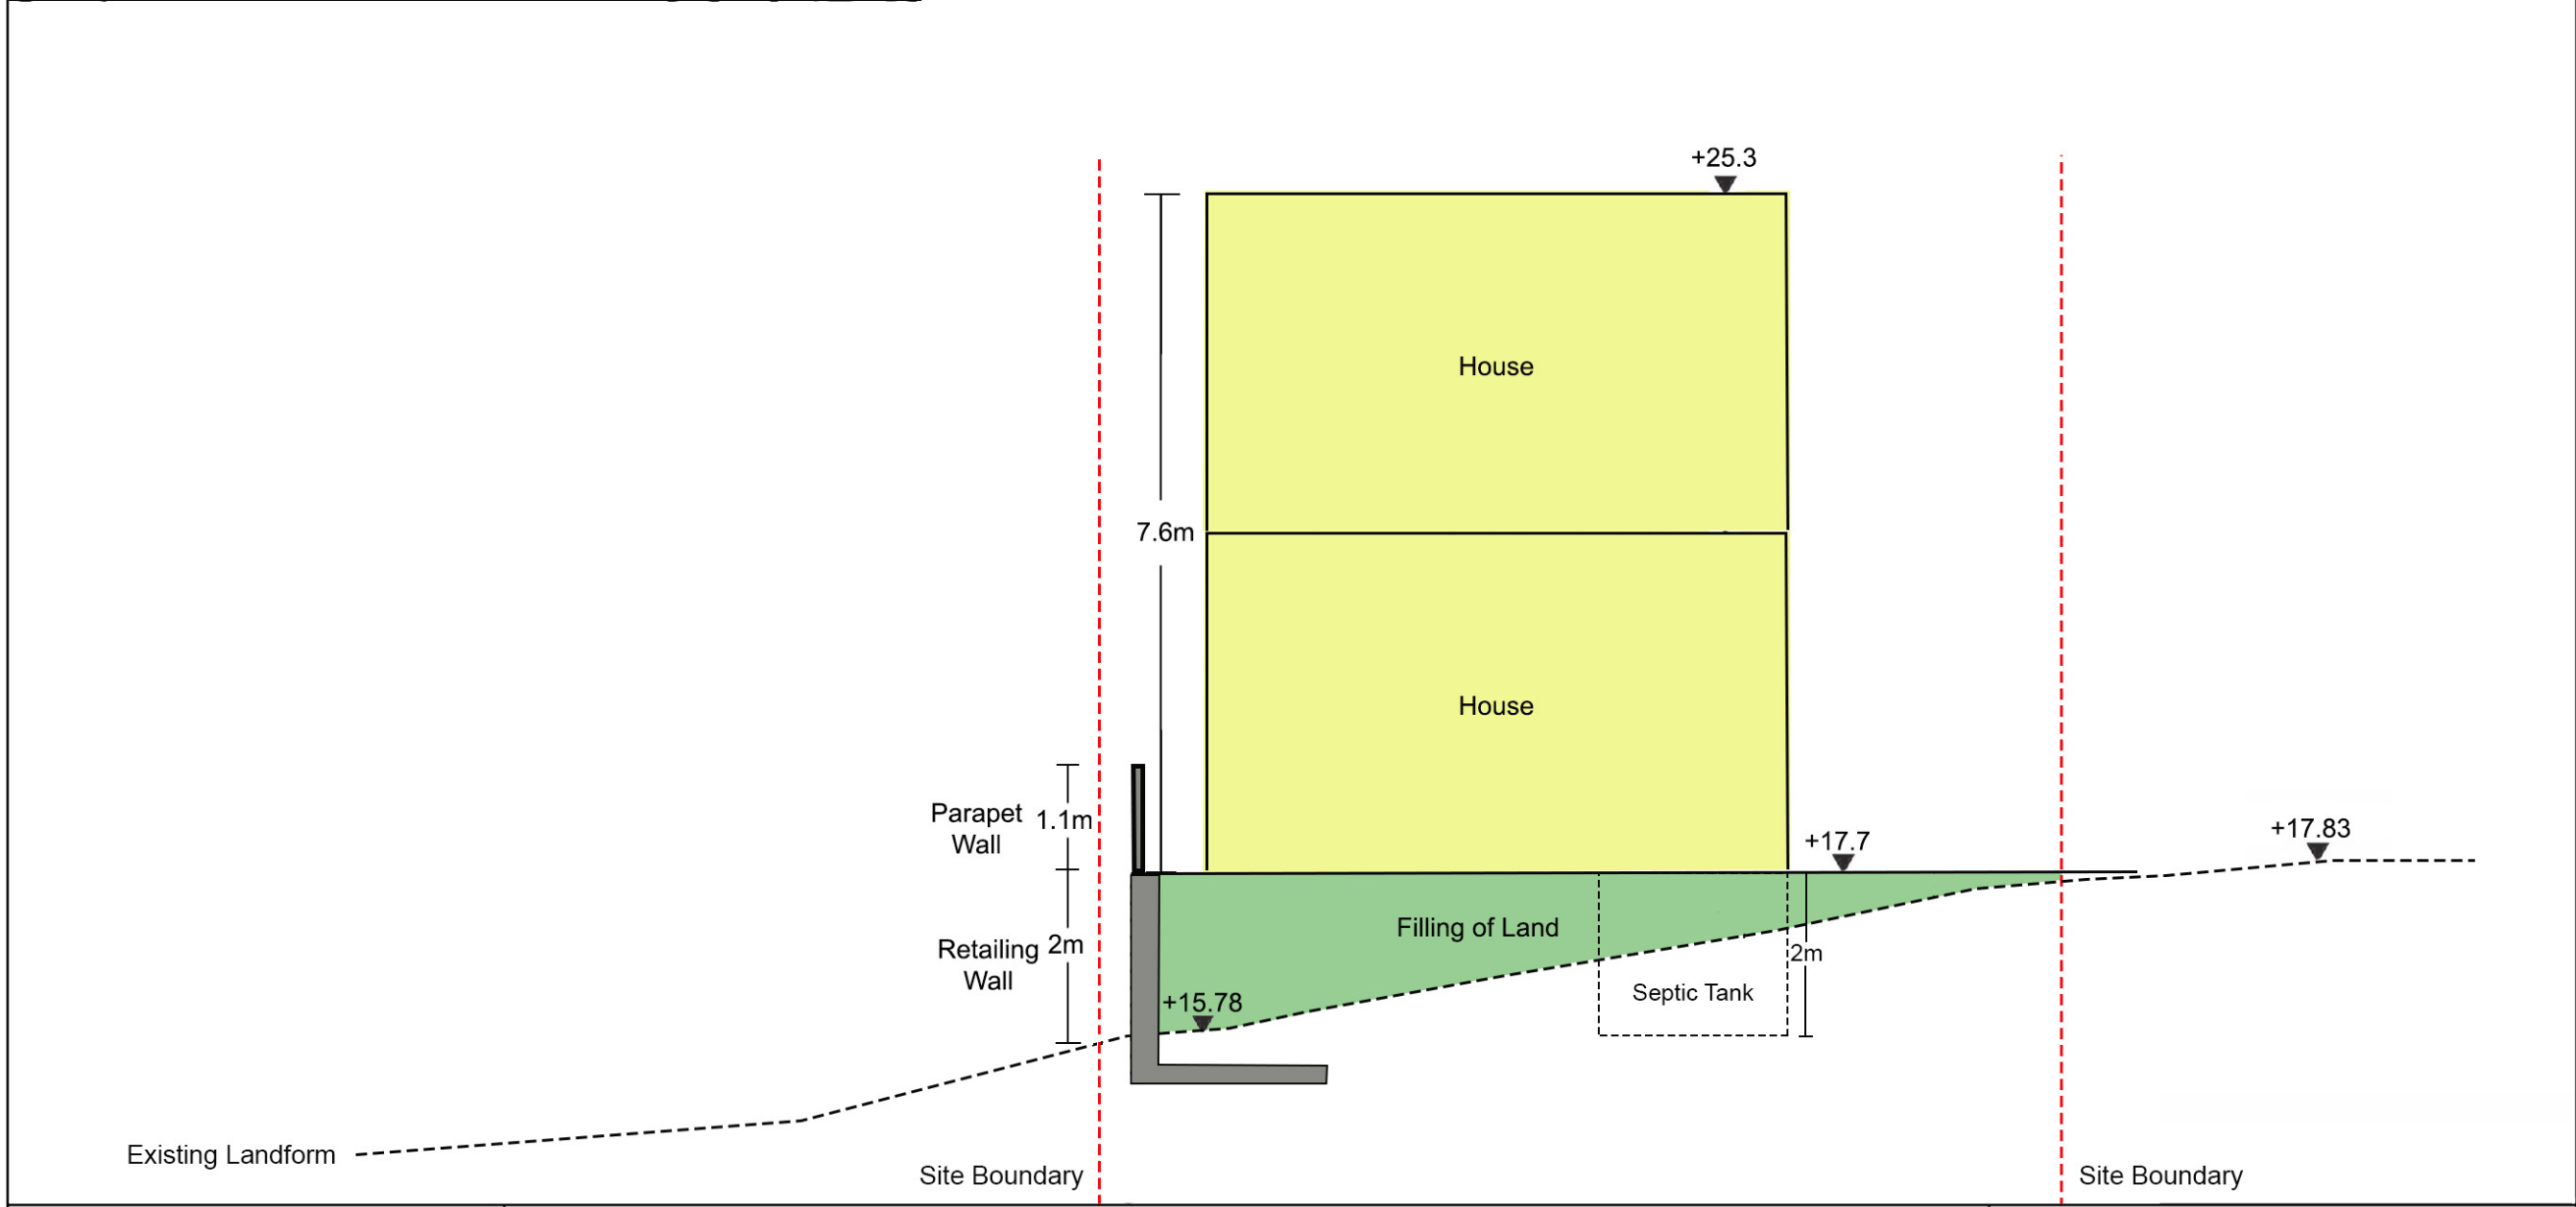 +25.3
House
7.6m
House
Parapet
Wall
1.1m
+17.7
+17.83
Retailing
Wall
2m
Filling of Land
2m
+15.78
Septic Tank
Existing Landform
Site Boundary
Site Boundary